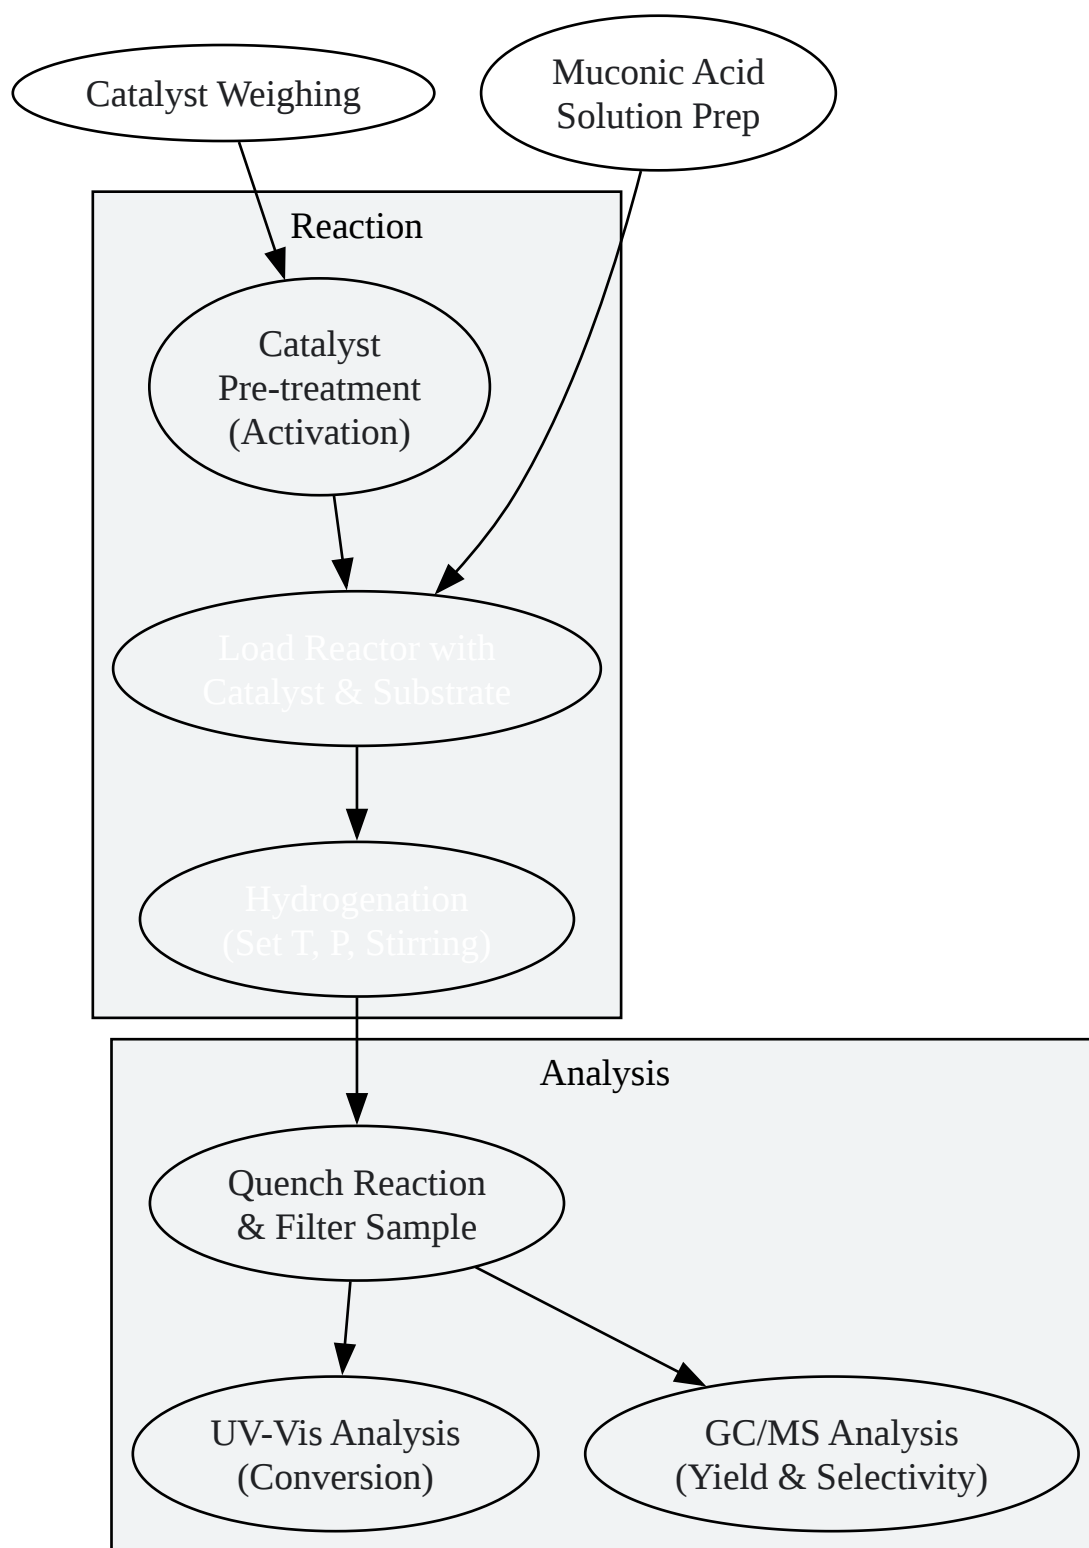 Catalyst Weighing
Muconic Acid
Solution Prep
Reaction
Catalyst
Pre-treatment
(Activation)
Load Reactor with
Catalyst & Substrate
Hydrogenation
(Set T, P, Stirring)
Analysis
Quench Reaction
& Filter Sample
UV-Vis Analysis
(Conversion)
GC/MS Analysis
(Yield & Selectivity)